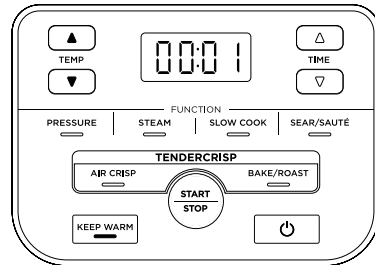 00:01
TEMP
TIME
FUNCTION
PRESSURE
STEAM
SLOW COOK
SEAR/SAUTÉ
TENDERCRISP
AIR CRISP
BAKE/ROAST
START
STOP
KEEP WARM